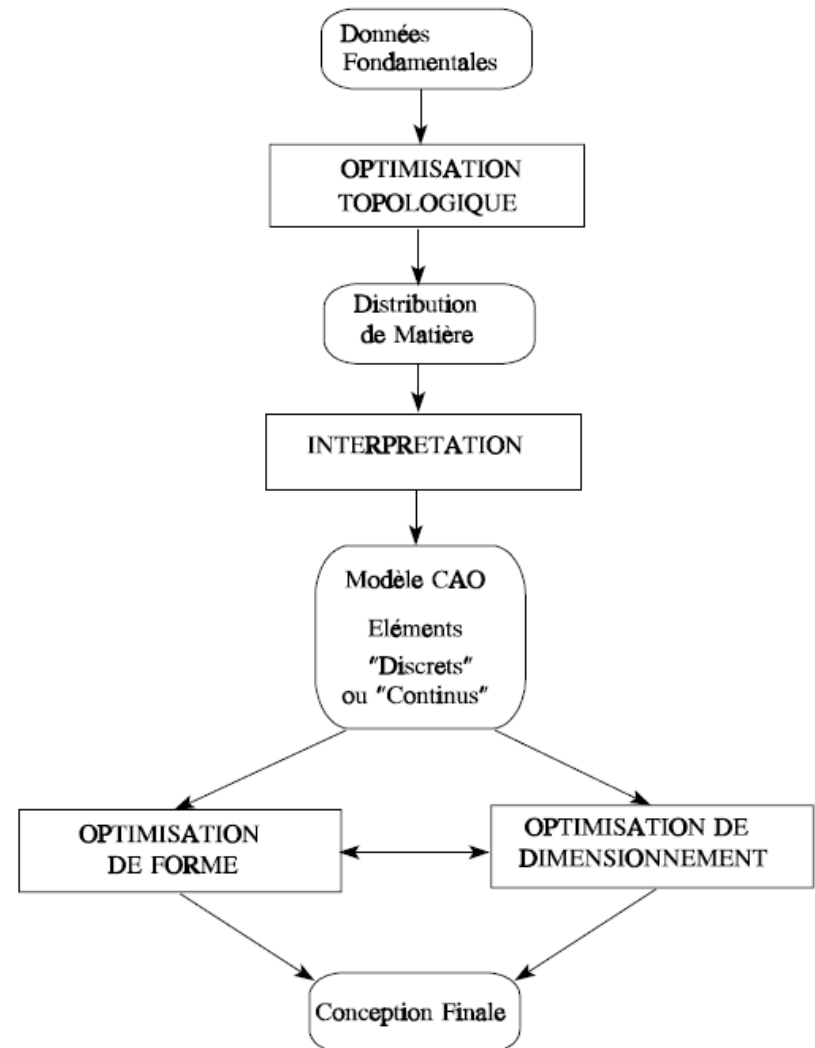 Données
Fondamentales
OPTIMISATION
TOPOLOGIQUE
Distribution
de Matière
INTERPRETATION
Modèle CAO
Eléments
"Discrets"
ou "Continus"
OPTIMISATION
DE FORME
OPTIMISATION DE
DIMENSIONNEMENT
Conception Finale